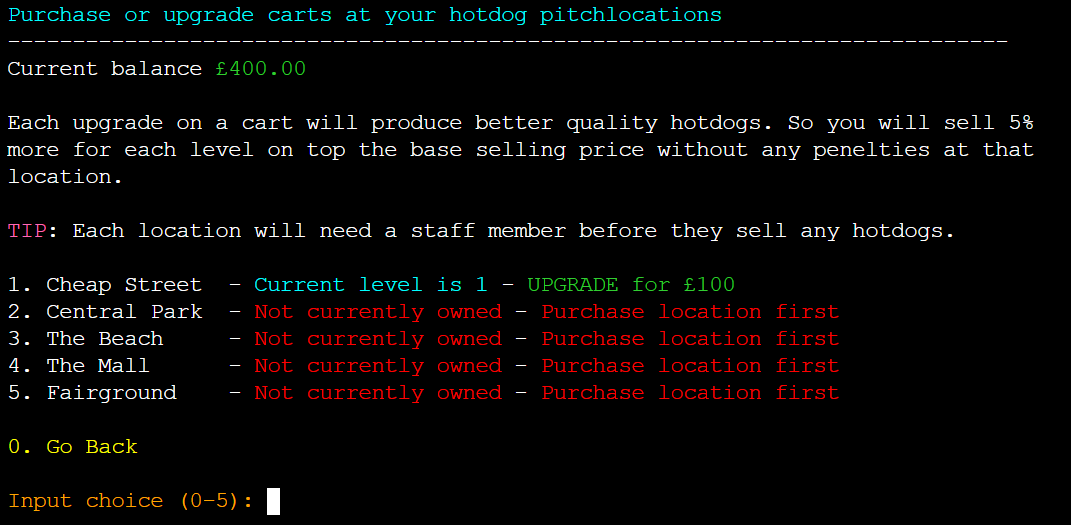 Purchase or upgrade carts at your hotdog pitchlocations
-----------------------------------------------------------------------------
Current balance £400.00
Each upgrade on a cart will produce better quality hotdogs. So you will sell 5%
more for each level on top the base selling price without any penelties at that
location.
TIP: Each location will need a staff member before they sell any hotdogs.
1. Cheap Street  - Current level is 1 - UPGRADE for £100
2. Central Park  - Not currently owned - Purchase location first
3. The Beach     - Not currently owned - Purchase location first
4. The Mall      - Not currently owned - Purchase location first
5. Fairground    - Not currently owned - Purchase location first
0. Go Back
Input choice (0-5):